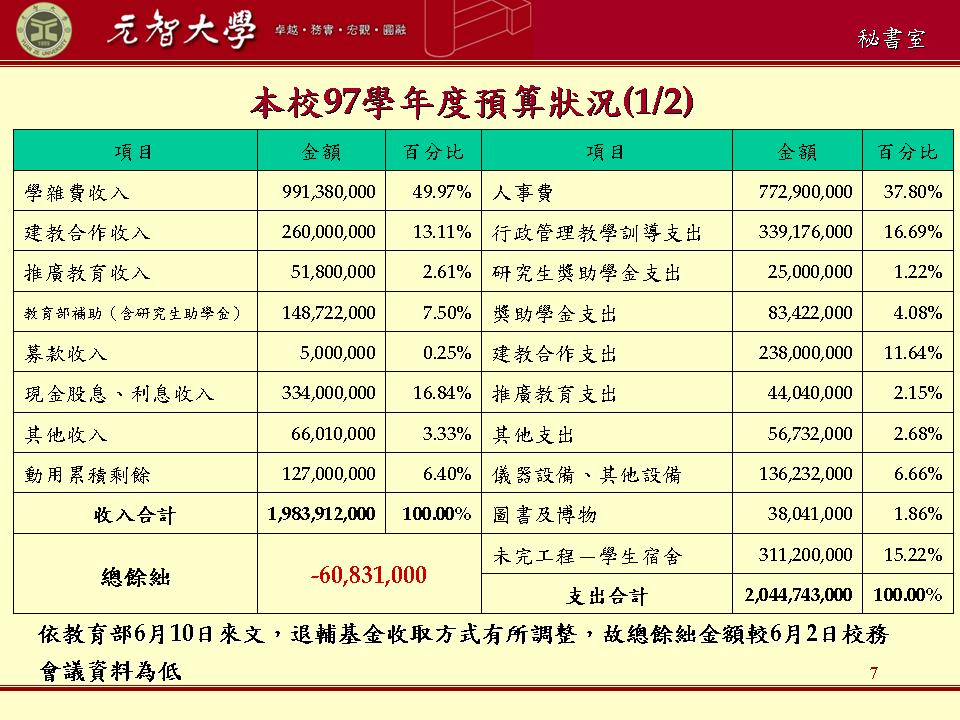 元智大學 卓越・務實・宏觀・圓融
秘書室
本校97學年度預算狀況(1/2)
項目 金額 百分比 項目 金額 百分比
學雜費收入 991,380,000 49.97% 人事費 772,900,000 37.80%
建教合作收入 260,000,000 13.11% 行政管理教學訓導支出 339,176,000 16.69%
推廣教育收入 51,800,000 2.61% 研究生獎助學金支出 25,000,000 1.22%
教育部補助（含研究生助學金） 148,722,000 7.50% 獎助學金支出 83,422,000 4.08%
募款收入 5,000,000 0.25% 建教合作支出 238,000,000 11.64%
現金股息、利息收入 334,000,000 16.84% 推廣教育支出 44,040,000 2.15%
其他收入 66,010,000 3.33% 其他支出 56,732,000 2.68%
動用累積剩餘 127,000,000 6.40% 儀器設備、其他設備 136,232,000 6.66%
收入合計 1,983,912,000 100.00% 圖書及博物 38,041,000 1.86%
總餘絀 -60,831,000 未完工程－學生宿舍 311,200,000 15.22%
支出合計 2,044,743,000 100.00%
依教育部6月10日來文，退輔基金收取方式有所調整，故總餘絀金額較6月2日校務
會議資料為低
7